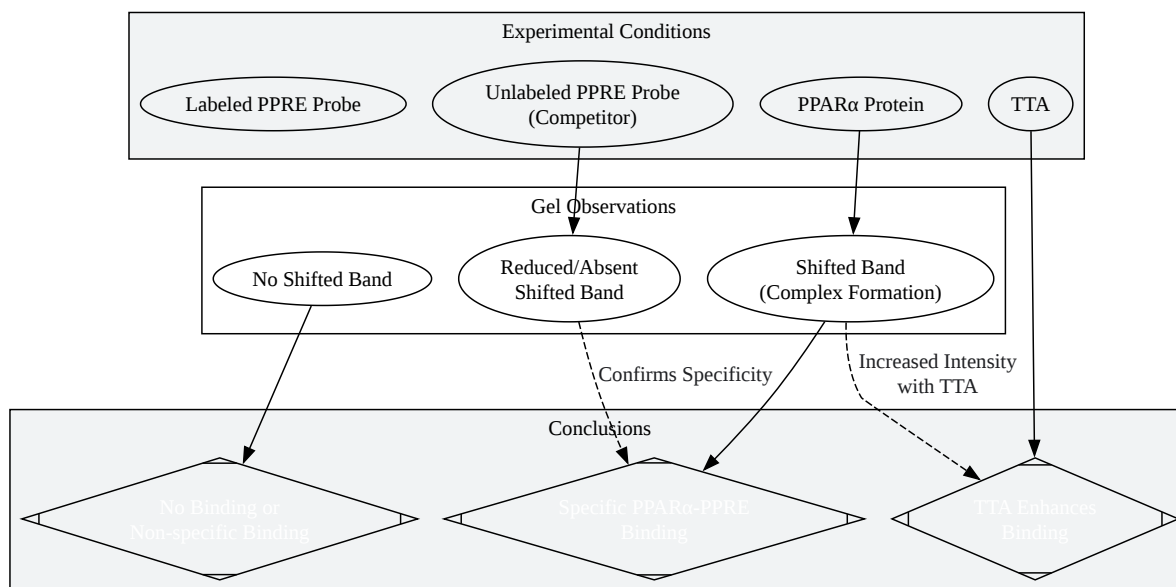 Experimental Conditions
Labeled PPRE Probe
Unlabeled PPRE Probe
(Competitor)
PPARα Protein
TTA
Gel Observations
No Shifted Band
Reduced/Absent
Shifted Band
Shifted Band
(Complex Formation)
Confirms Specificity
Increased Intensity
with TTA
Conclusions
No Binding or
Non-specific Binding
Specific PPARα-PPRE
Binding
TTA Enhances
Binding